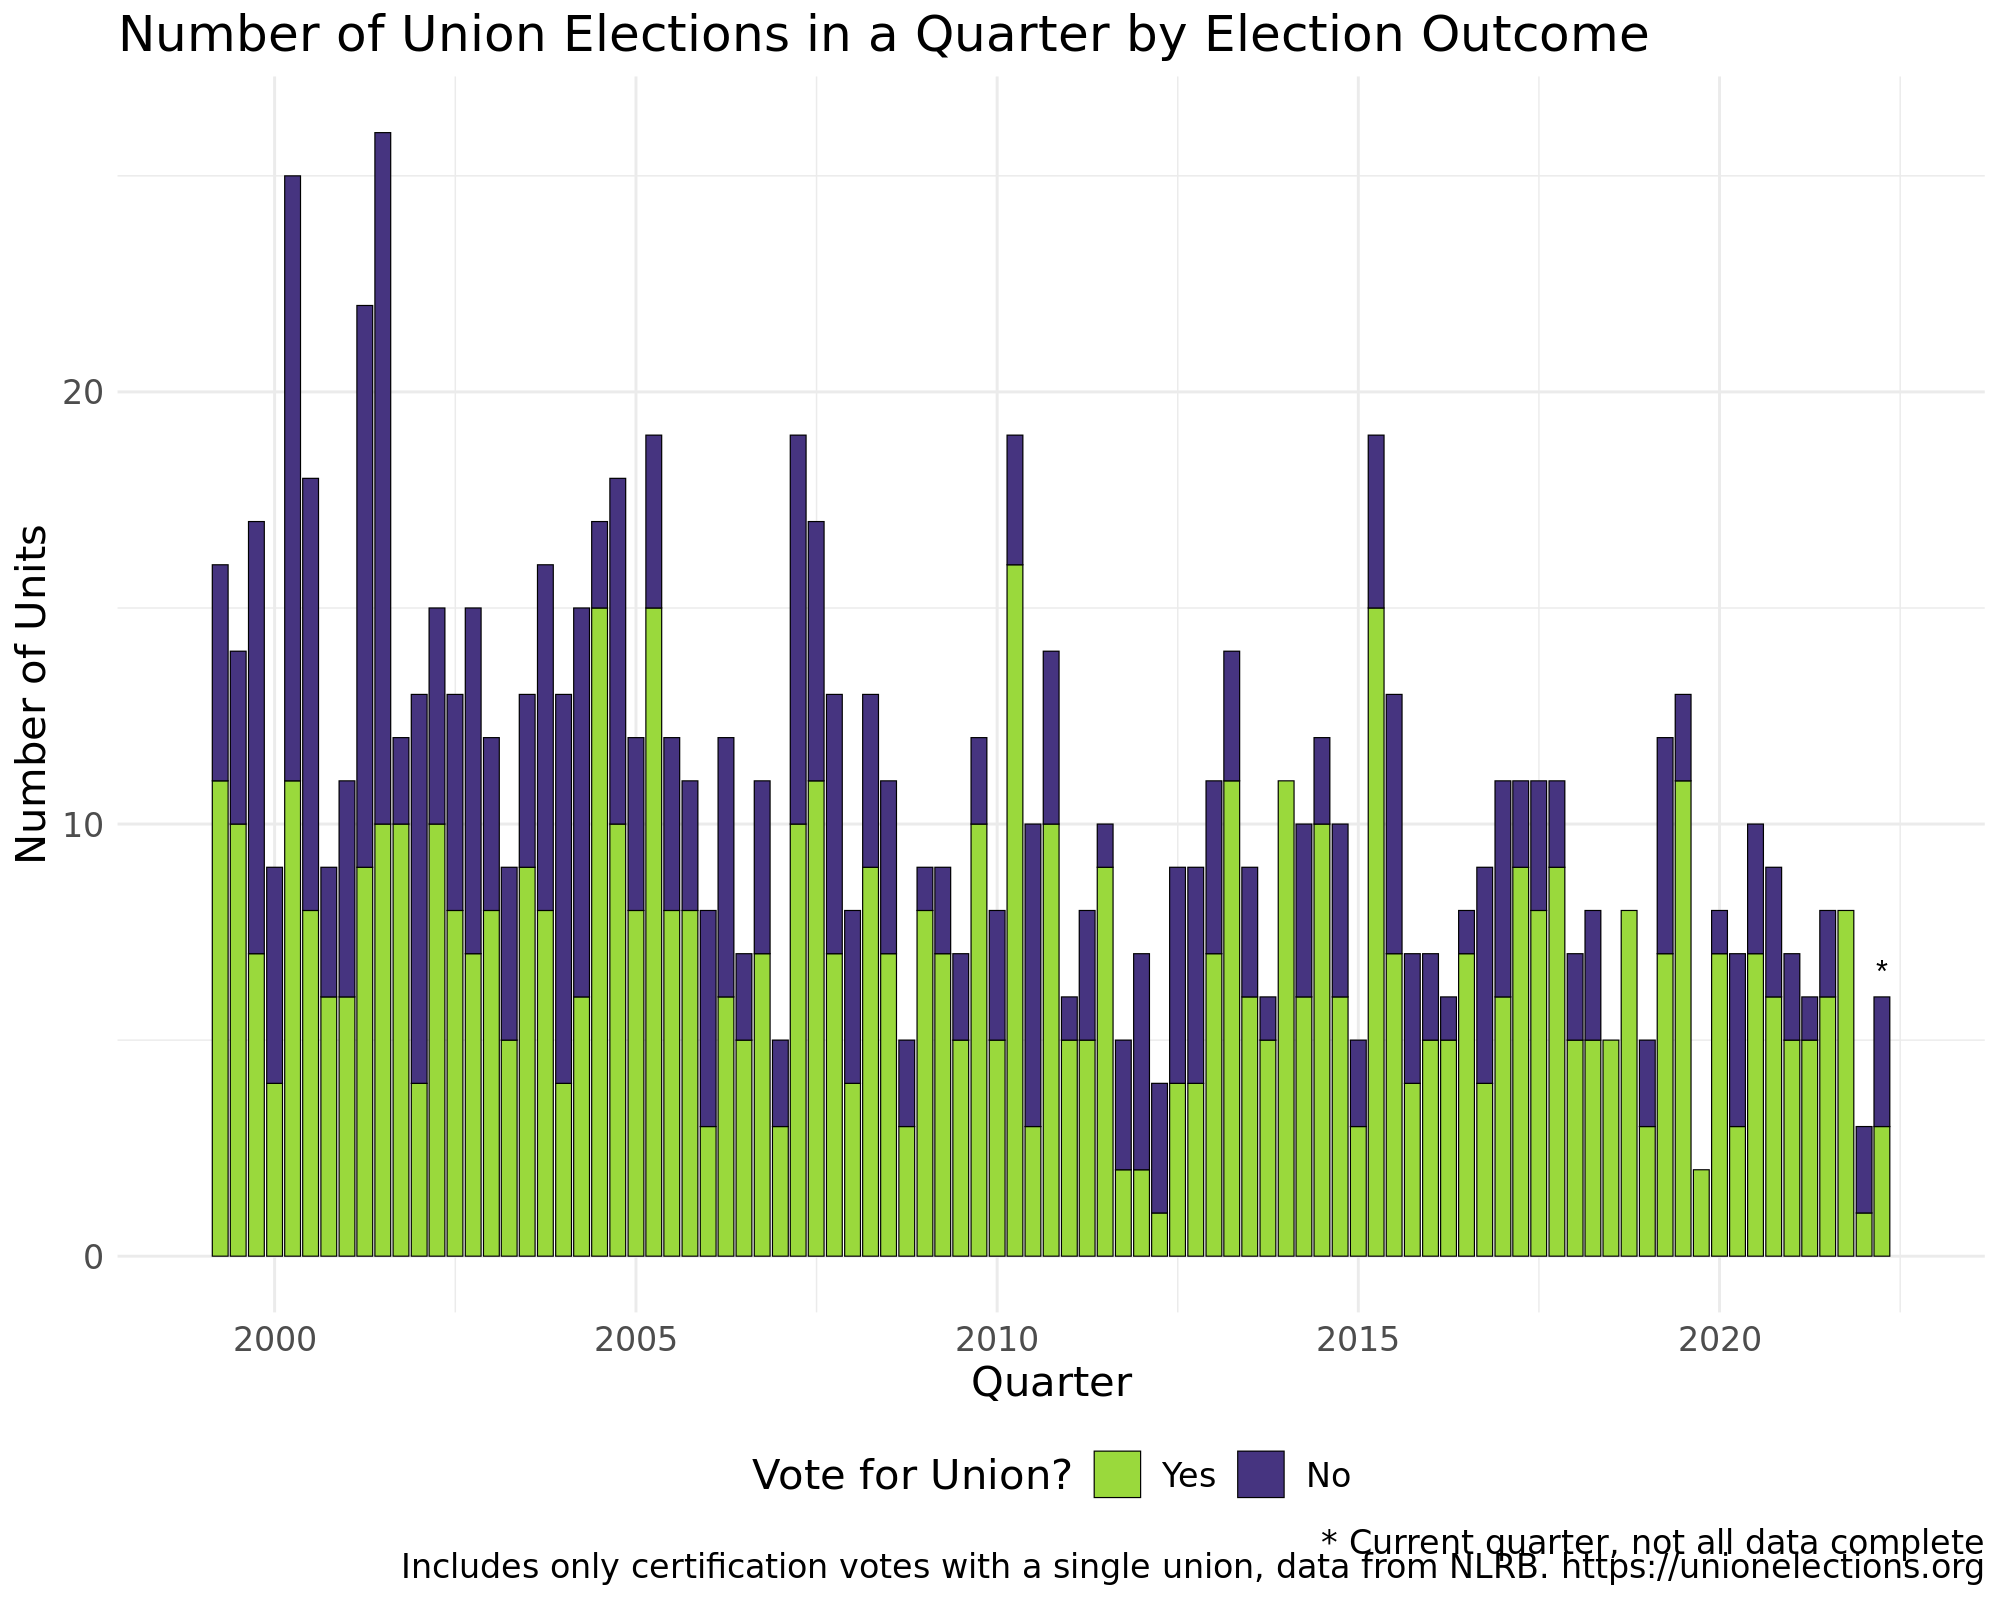 Number of Union Elections in a Quarter by Election Outcome
Number of Units
20
10
0
*
2000 2005 2010 2015 2020
Quarter
Vote for Union? Yes No
* Current quarter, not all data complete
Includes only certification votes with a single union, data from NLRB. https://unionelections.org